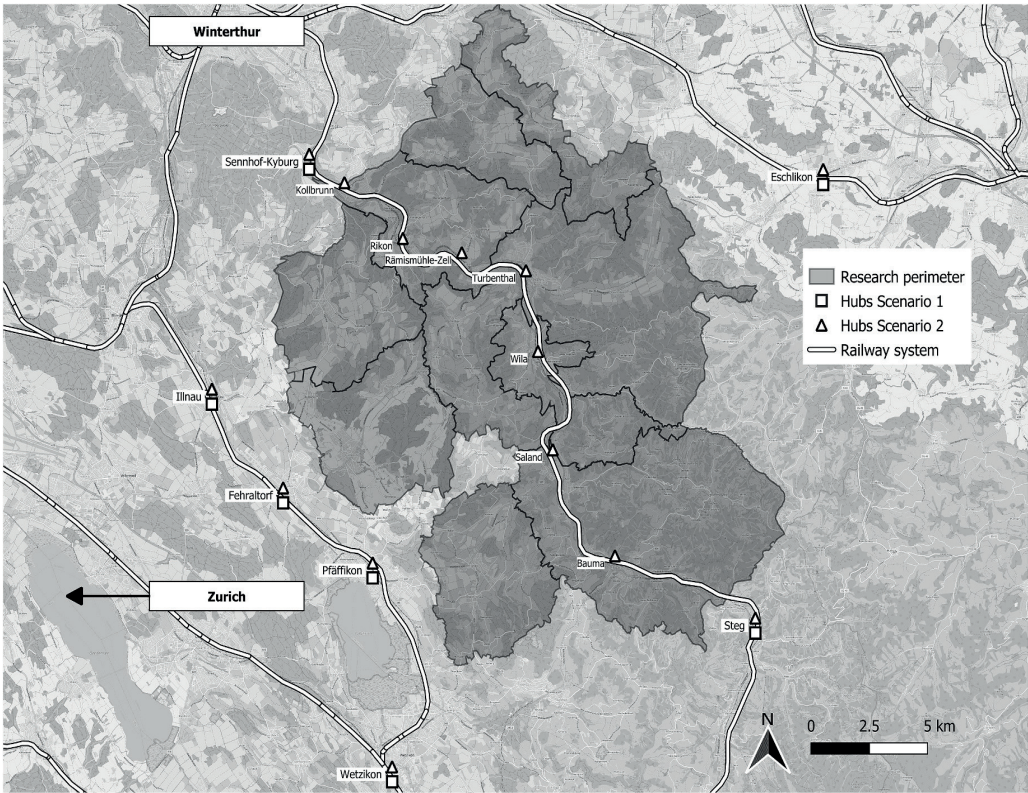 Winterthur
Sennhof-Kyburg
Kollbrunn
Eschlikon
Rikon
Rämismühle-Zell
Turbenthal
Research perimeter
Hubs Scenario 1
Hubs Scenario 2
Railway system
Wila
Illnau
Saland
Fehraltorf
Pfäffikon
Bauma
Zurich
Steg
N
0 2.5 5 km
Wetzikon